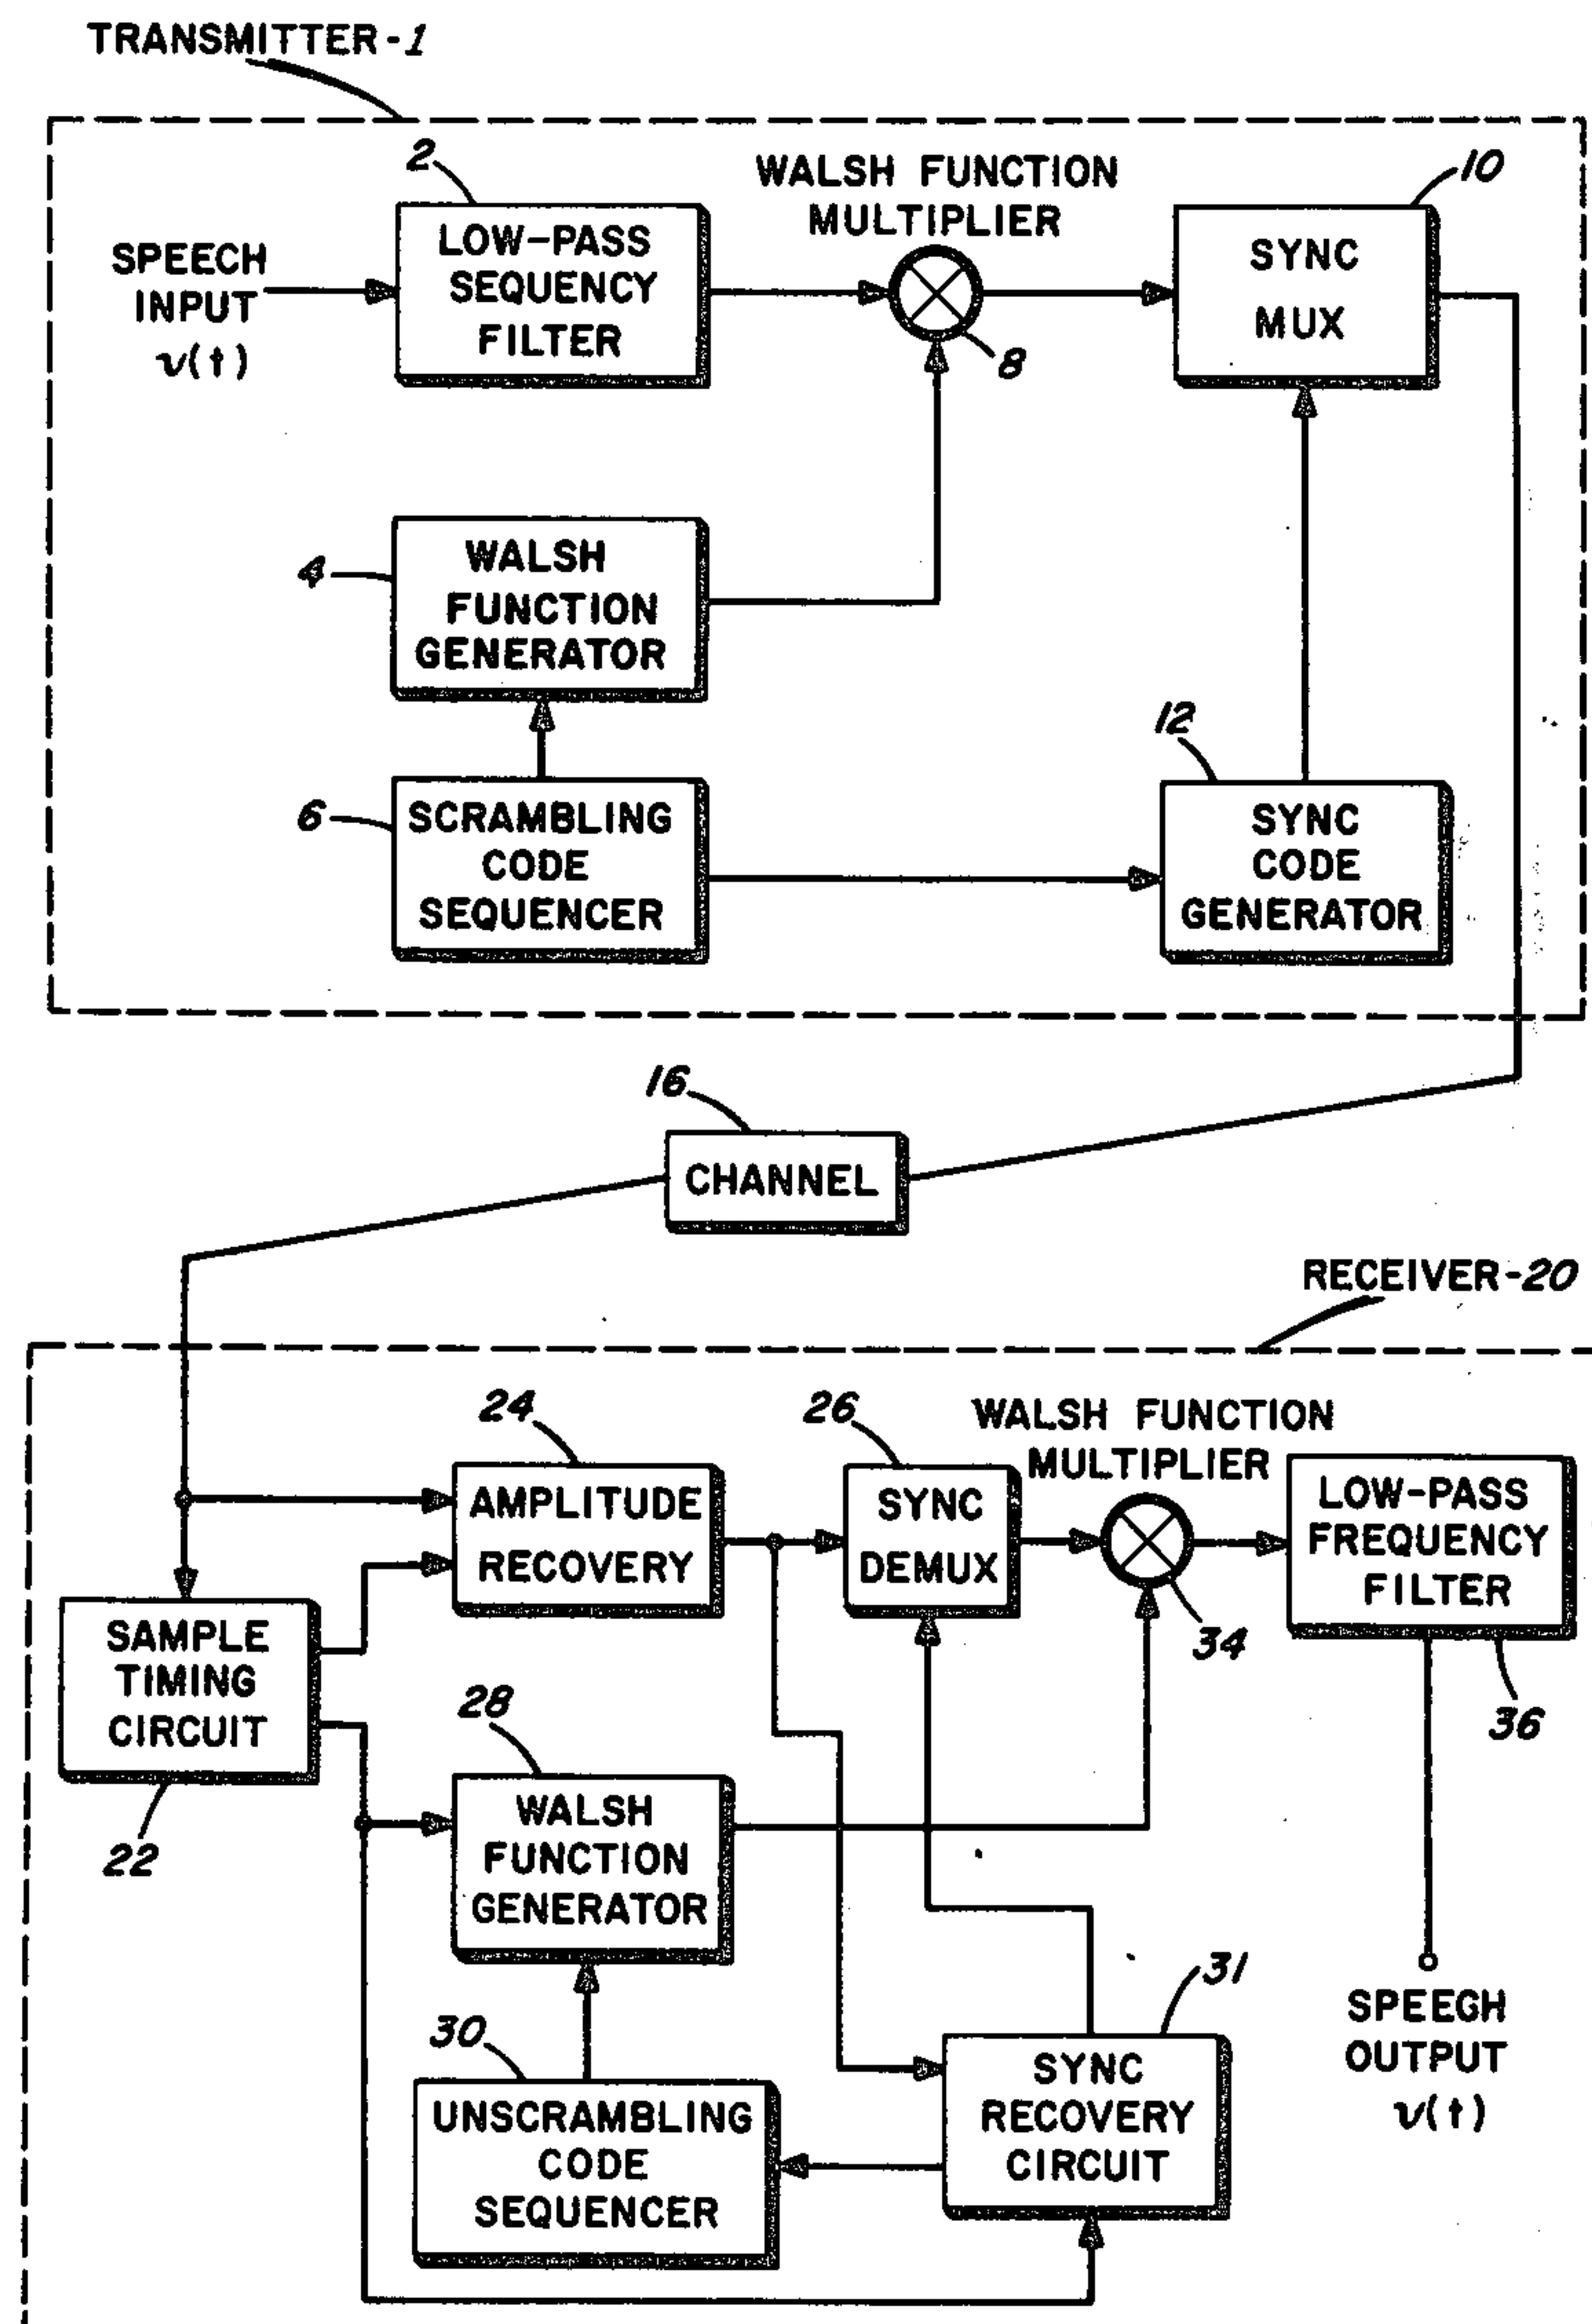 TRANSMITTER-1
2
WALSH FUNCTION
MULTIPLIER
10
SPEECH
INPUT
v(t)
LOW-PASS
SEQUENCY
FILTER
8
SYNC
MUX
4
WALSH
FUNCTION
GENERATOR
12
6
SCRAMBLING
CODE
SEQUENCER
SYNC
CODE
GENERATOR
16
CHANNEL
RECEIVER-20
24
26
WALSH FUNCTION
MULTIPLIER
AMPLITUDE
RECOVERY
SYNC
DEMUX
34
LOW-PASS
FREQUENCY
FILTER
36
SAMPLE
TIMING
CIRCUIT
22
28
WALSH
FUNCTION
GENERATOR
31
30
UNSCRAMBLING
CODE
SEQUENCER
SYNC
RECOVERY
CIRCUIT
SPEEGH
OUTPUT
v(t)